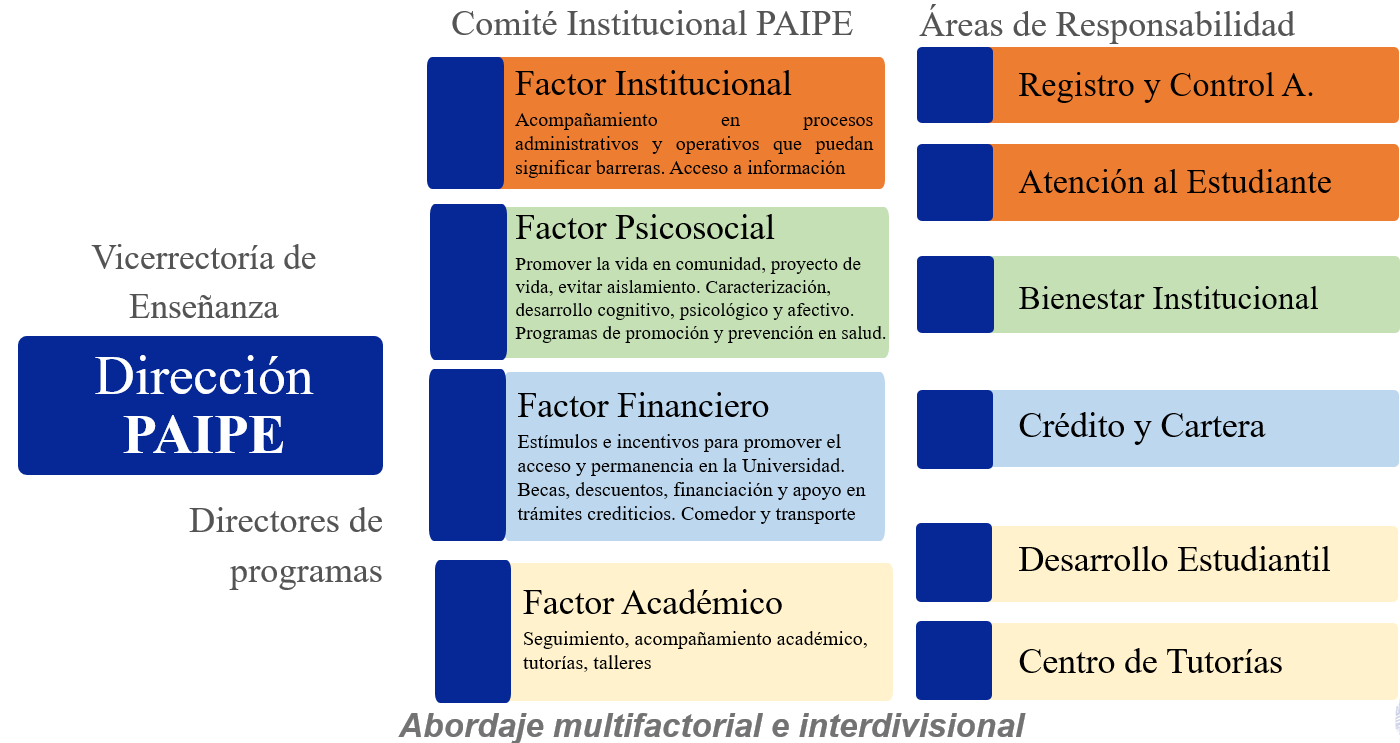 Vicerrectoría de
Enseñanza
Dirección
PAIPE
Directores de
programas
Comité Institucional PAIPE
Factor Institucional
Acompañamiento en procesos
administrativos y operativos que puedan
significar barreras. Acceso a información
Factor Psicosocial
Promover la vida en comunidad, proyecto de
vida, evitar aislamiento. Caracterización,
desarrollo cognitivo, psicológico y afectivo.
Programas de promoción y prevención en salud.
Factor Financiero
Estímulos e incentivos para promover el
acceso y permanencia en la Universidad.
Becas, descuentos, financiación y apoyo en
trámites crediticios. Comedor y transporte
Factor Académico
Seguimiento, acompañamiento académico,
tutorías, talleres
Áreas de Responsabilidad
Registro y Control A.
Atención al Estudiante
Bienestar Institucional
Crédito y Cartera
Desarrollo Estudiantil
Centro de Tutorías
Abordaje multifactorial e interdivisional